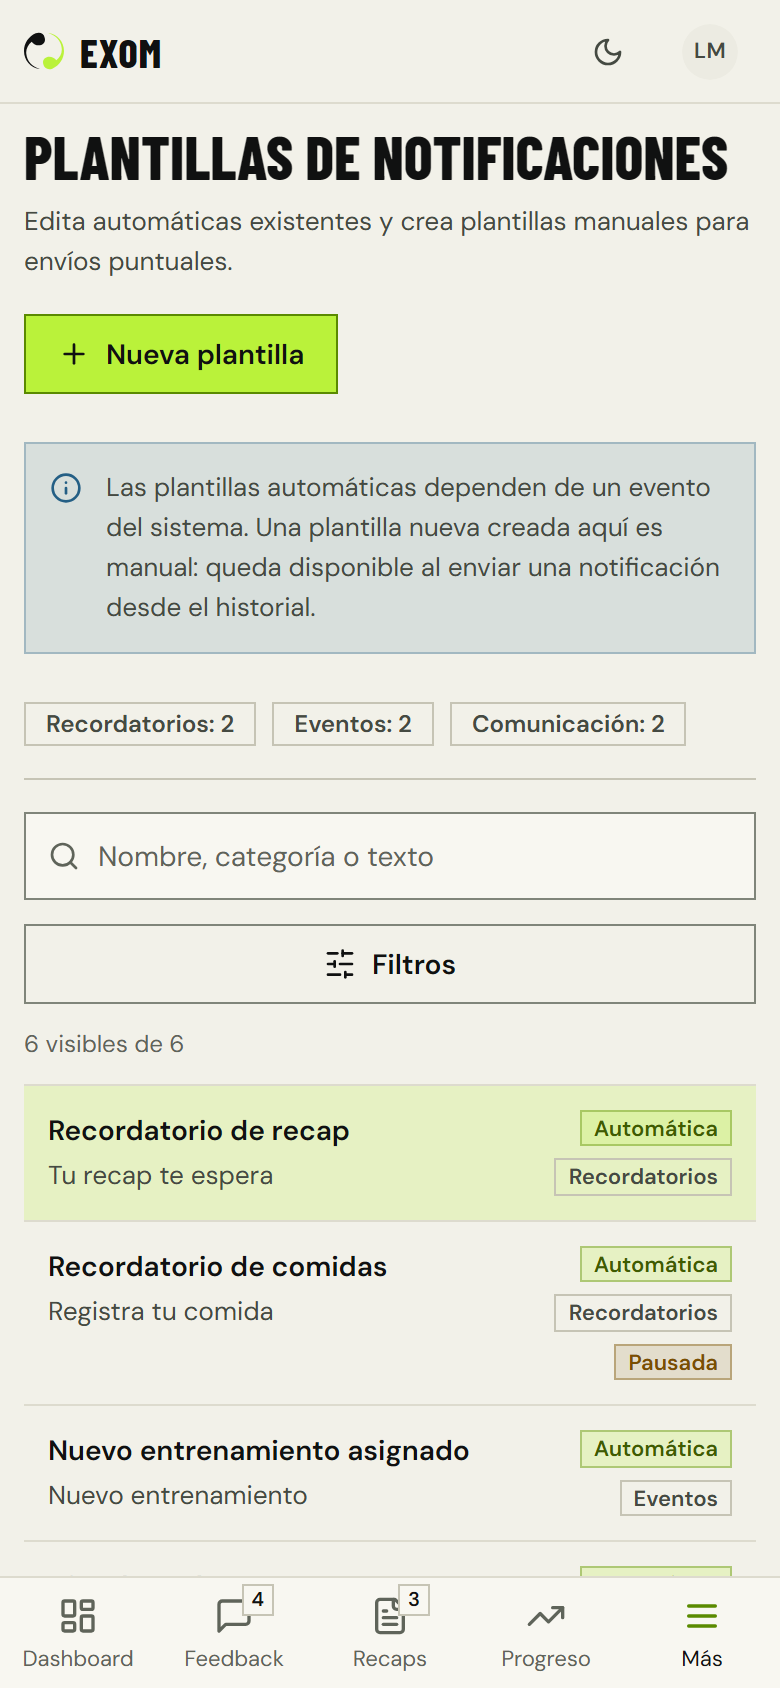 EXOM
LM
PLANTILLAS DE NOTIFICACIONES
Edita automáticas existentes y crea plantillas manuales para
envíos puntuales.
Nueva plantilla
Las plantillas automáticas dependen de un evento
del sistema. Una plantilla nueva creada aquí es
manual: queda disponible al enviar una notificación
desde el historial.
Recordatorios: 2
Eventos: 2
Comunicación: 2
Nombre, categoría o texto
Filtros
6 visibles de 6
Recordatorio de recap
Automática
Tu recap te espera
Recordatorios
Recordatorio de comidas
Automática
Registra tu comida
Recordatorios
Pausada
Nuevo entrenamiento asignado
Automática
Nuevo entrenamiento
Eventos
4
3
Dashboard
Feedback
Recaps
Progreso
Más